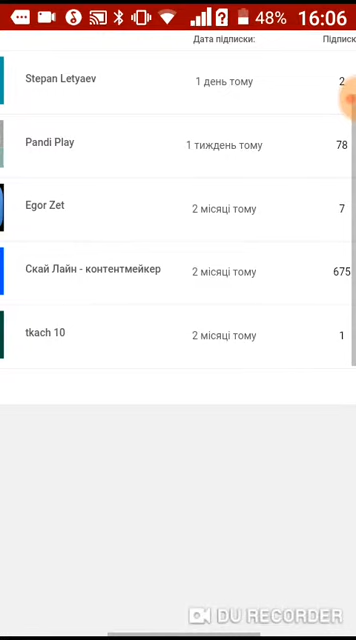 48% 16:06
Дата підписки: Підписк
Stepan Letyaev 1 день тому 2
Pandi Play 1 тиждень тому 78
Egor Zet 2 місяці тому 7
Скай Лайн - контентмейкер 2 місяці тому 675
tkach 10 2 місяці тому 1
DU RECORDER